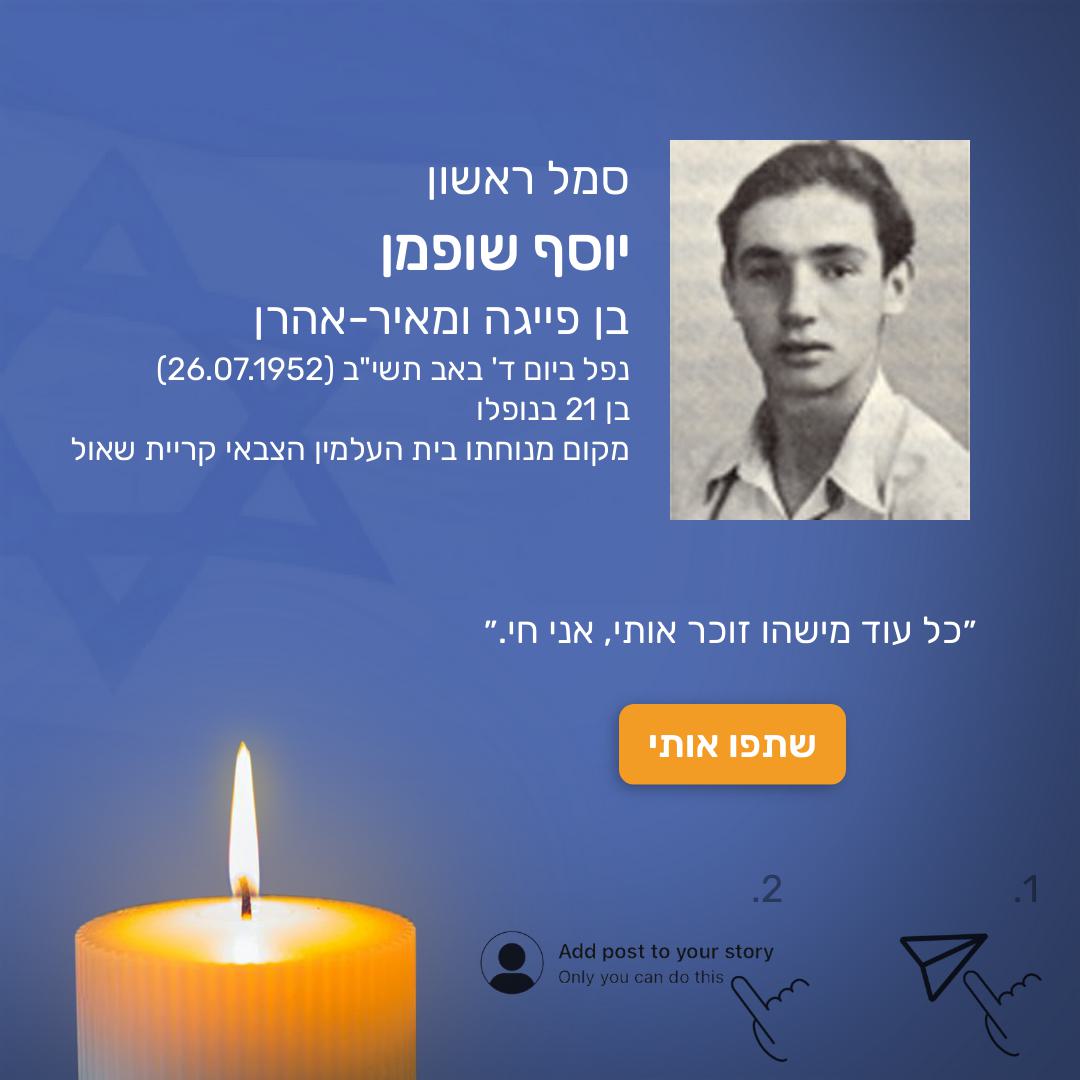 סמל ראשון
יוסף שופמן
בן פייגה ומאיר-אהרן
נפל ביום ד' באב תשי"ב (26.07.1952)
בן 21 בנופלו
מקום מנוחתו בית העלמין הצבאי קריית שאול
״כל עוד מישהו זוכר אותי, אני חי.״
שתפו אותי
.1
.2
Add post to your story
Only you can do this